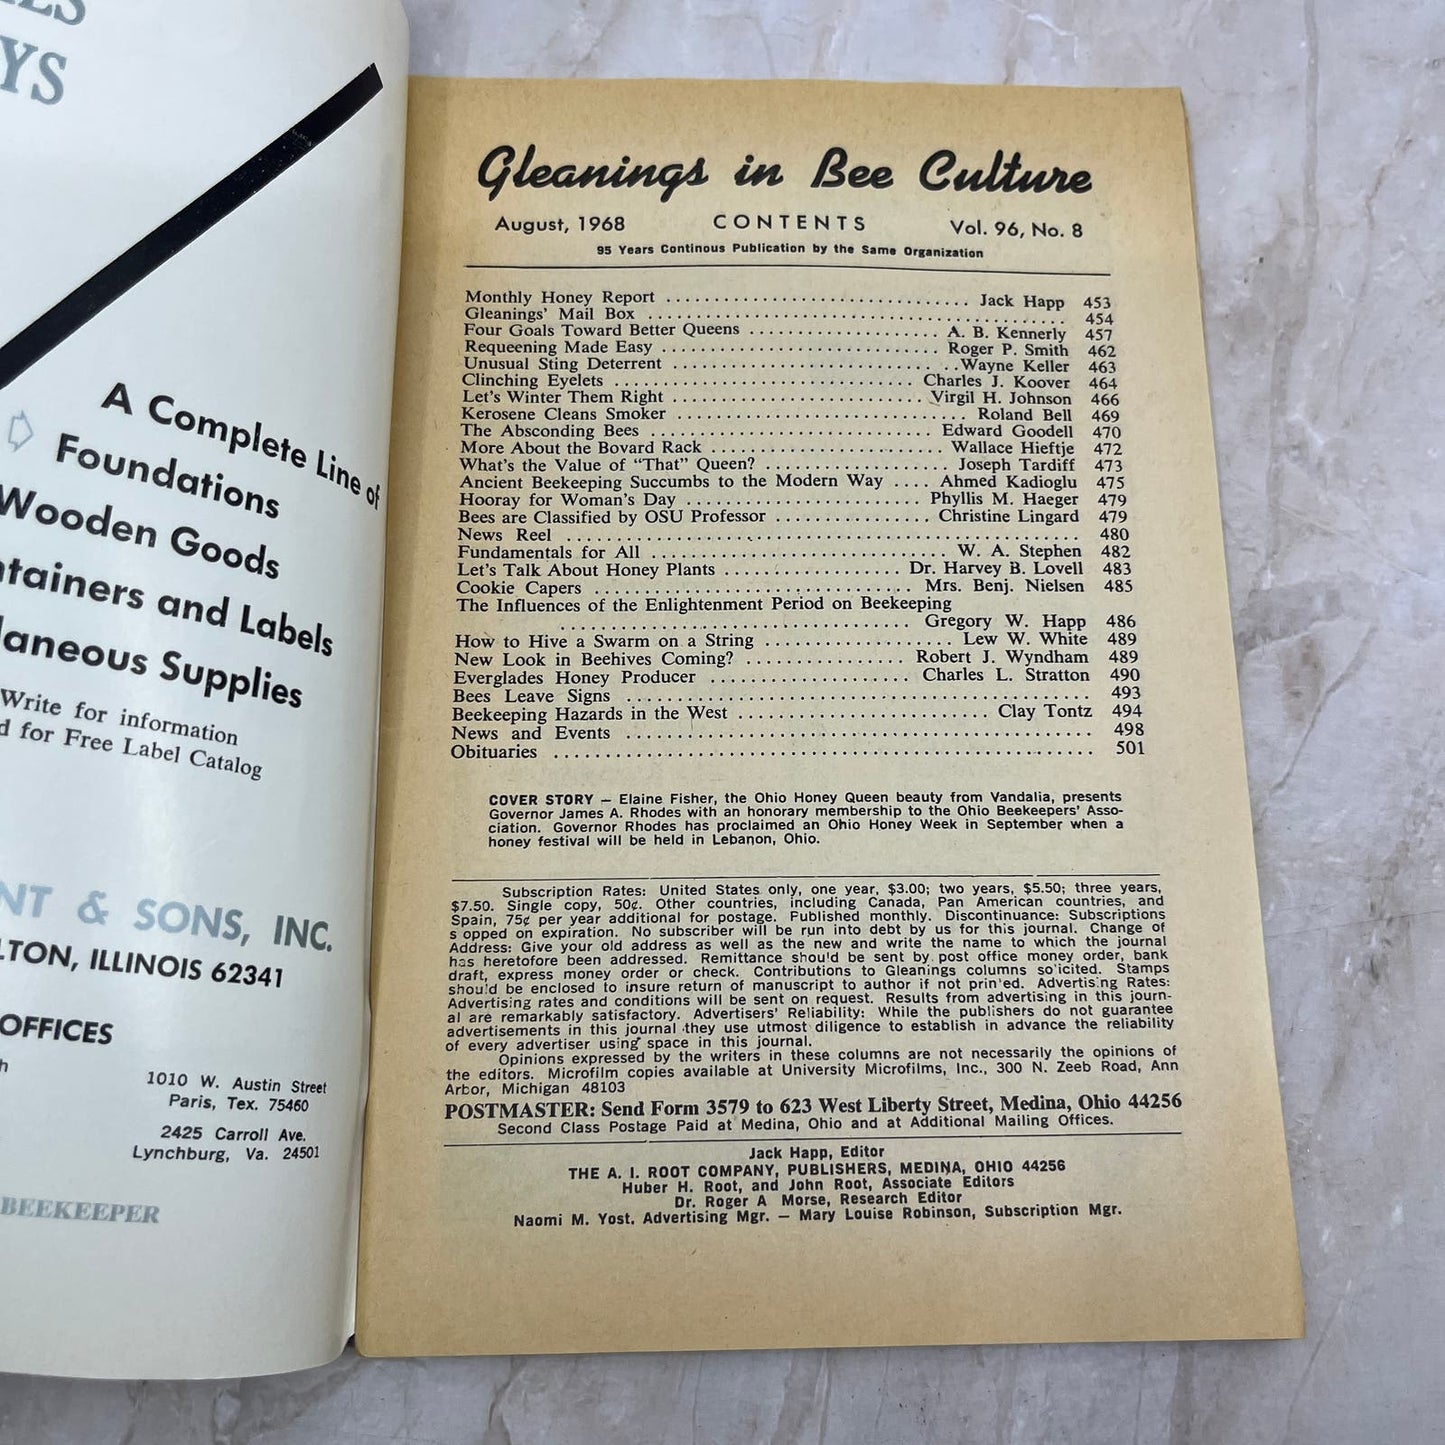 YS
A Complete Line of
Foundations
Wooden Goods
and Labels
Supplies
Write for information
for Free Label Catalog
& SONS, INC.
ILLINOIS 62341
OFFICES
1010 W. Austin Street
Paris, Tex. 75460
2425 Carroll Ave.
Lynchburg, Va. 24501
BEEKEEPER
Gleanings in Bee Culture
August, 1968 CONTENTS Vol. 96, No. 8
95 Years Continous Publication by the Same Organization
Monthly Honey Report .............................. Jack Happ 453
Gleanings' Mail Box .......................................... 454
Four Goals Toward Better Queens ................... A. B. Kennerly 457
Requeening Made Easy ........................... Roger P. Smith 462
Unusual Sting Deterrent ............................ Wayne Keller 463
Clinching Eyelets .............................. Charles J. Koover 464
Let's Winter Them Right .......................... Virgil H. Johnson 466
Kerosene Cleans Smoker ............................ Roland Bell 469
The Absconding Bees ............................ Edward Goodell 470
More About the Bovard Rack ........................ Wallace Hieftje 472
What's the Value of "That" Queen? .................. Joseph Tardiff 473
Ancient Beekeeping Succumbs to the Modern Way .... Ahmed Kadioglu 475
Hooray for Woman's Day ........................ Phyllis M. Haeger 479
Bees are Classified by OSU Professor ............... Christine Lingard 479
News Reel .................................................. 480
Fundamentals for All ............................. W. A. Stephen 482
Let's Talk About Honey Plants .................. Dr. Harvey B. Lovell 483
Cookie Capers ............................... Mrs. Benj. Nielsen 485
The Influences of the Enlightenment Period on Beekeeping
.................................. Gregory W. Happ 486
How to Hive a Swarm on a String ................... Lew W. White 489
New Look in Beehives Coming? ................ Robert J. Wyndham 489
Everglades Honey Producer .................... Charles L. Stratton 490
Bees Leave Signs ............................................... 493
Beekeeping Hazards in the West ......................... Clay Tontz 494
News and Events .............................................. 498
Obituaries ..................................................... 501
COVER STORY — Elaine Fisher, the Ohio Honey Queen beauty from Vandalia, presents
Governor James A. Rhodes with an honorary membership to the Ohio Beekeepers' Asso-
ciation. Governor Rhodes has proclaimed an Ohio Honey Week in September when a
honey festival will be held in Lebanon, Ohio.
Subscription Rates: United States only, one year, $3.00; two years, $5.50; three years,
$7.50. Single copy, 50¢. Other countries, including Canada, Pan American countries, and
Spain, 75¢ per year additional for postage. Published monthly. Discontinuance: Subscriptions
s opped on expiration. No subscriber will be run into debt by us for this journal. Change of
Address: Give your old address as well as the new and write the name to which the journal
has heretofore been addressed. Remittance should be sent by post office money order, bank
draft, express money order or check. Contributions to Gleanings columns so'icited. Stamps
should be enclosed to insure return of manuscript to author if not prin'ed. Advertising Rates:
Advertising rates and conditions will be sent on request. Results from advertising in this journ-
al are remarkably satisfactory. Advertisers' Reliability: While the publishers do not guarantee
advertisements in this journal they use utmost diligence to establish in advance the reliability
of every advertiser using space in this journal.
Opinions expressed by the writers in these columns are not necessarily the opinions of
the editors. Microfilm copies available at University Microfilms, Inc., 300 N. Zeeb Road, Ann
Arbor, Michigan 48103
POSTMASTER: Send Form 3579 to 623 West Liberty Street, Medina, Ohio 44256
Second Class Postage Paid at Medina, Ohio and at Additional Mailing Offices.
Jack Happ, Editor
THE A. I. ROOT COMPANY, PUBLISHERS, MEDINA, OHIO 44256
Huber H. Root, and John Root, Associate Editors
Dr. Roger A Morse, Research Editor
Naomi M. Yost, Advertising Mgr. — Mary Louise Robinson, Subscription Mgr.